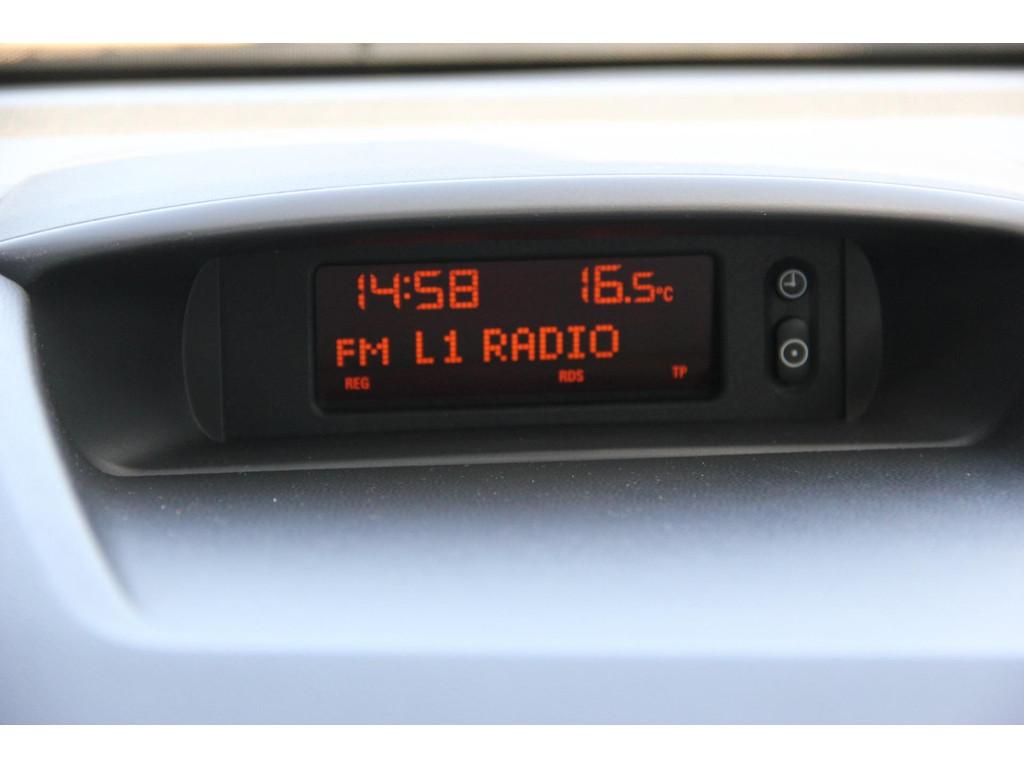 14:58 16.5°C
FM L1 RADIO
REG RDS TP